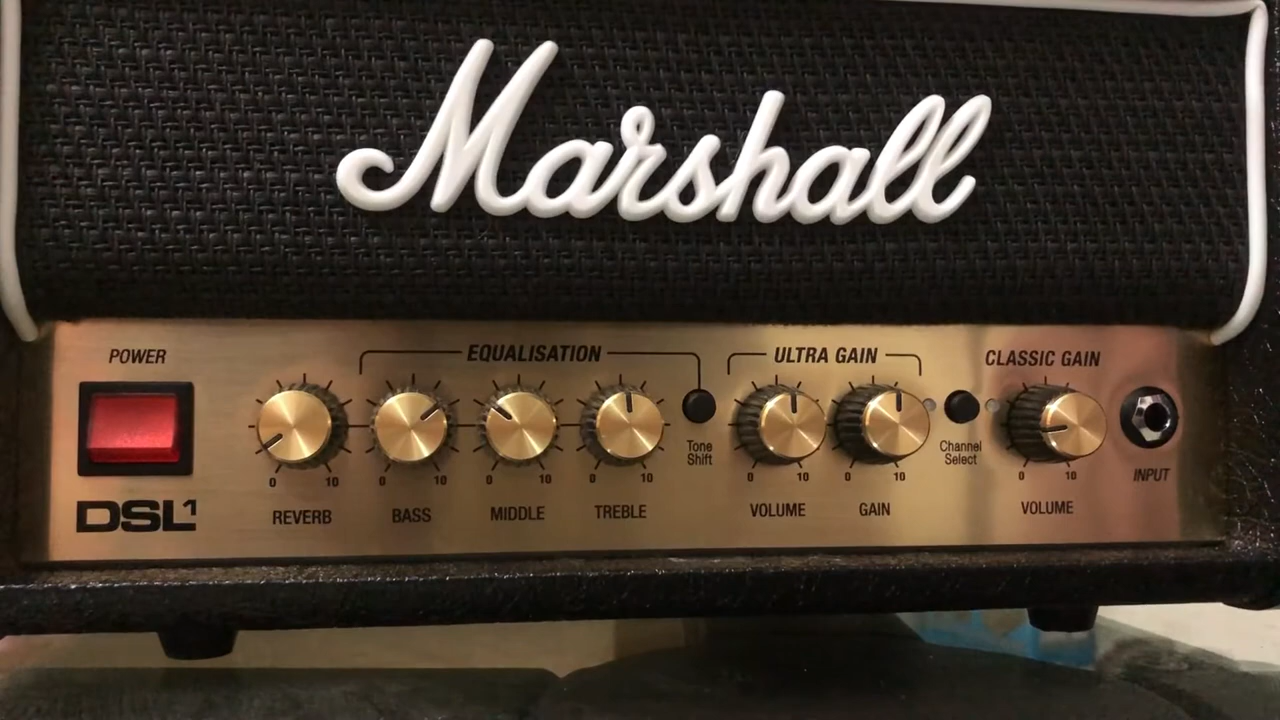 Marshall
POWER
EQUALISATION
ULTRA GAIN
CLASSIC GAIN
Tone
Shift
Channel
Select
0 10
0 10
0 10
0 10
0 10
0 10
0 10
INPUT
DSL1
REVERB
BASS
MIDDLE
TREBLE
VOLUME
GAIN
VOLUME